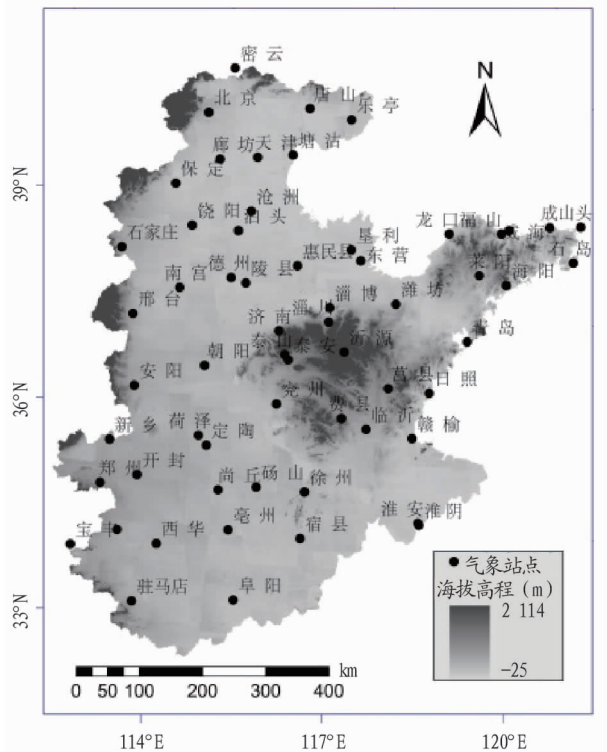 密云
N
北京
唐山
乐亭
廊坊
天津
塘沽
保定
39°N
沧州
饶阳
泊头
龙口
福山
威海
成山头
石家庄
垦利
惠民县
东营
石岛
德州
陵县
莱阳
海阳
南宫
淄川
淄博
潍坊
邢台
济南
青岛
朝阳
泰山
泰安
沂源
安阳
莒县
日照
36°N
兖州
费县
临沂
赣榆
新乡
菏泽
定陶
郑州
开封
尚丘
砀山
徐州
亳州
淮安
淮阴
宝丰
西华
宿县
气象站点
海拔高程 (m)
驻马店
阜阳
2 114
33°N
-25
km
0 50 100 200 300 400
114°E
117°E
120°E